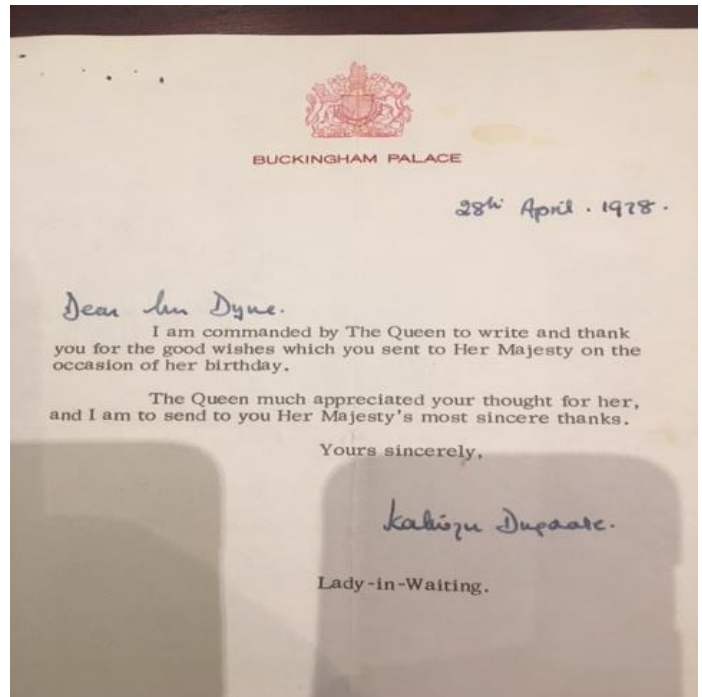 BUCKINGHAM PALACE
28th April . 1978.
Dear Dyne.
I am commanded by The Queen to write and thank
you for the good wishes which you sent to Her Majesty on the
occasion of her birthday.
The Queen much appreciated your thought for her,
and I am to send to you Her Majesty's most sincere thanks.
Yours sincerely,
Lady-in-Waiting.